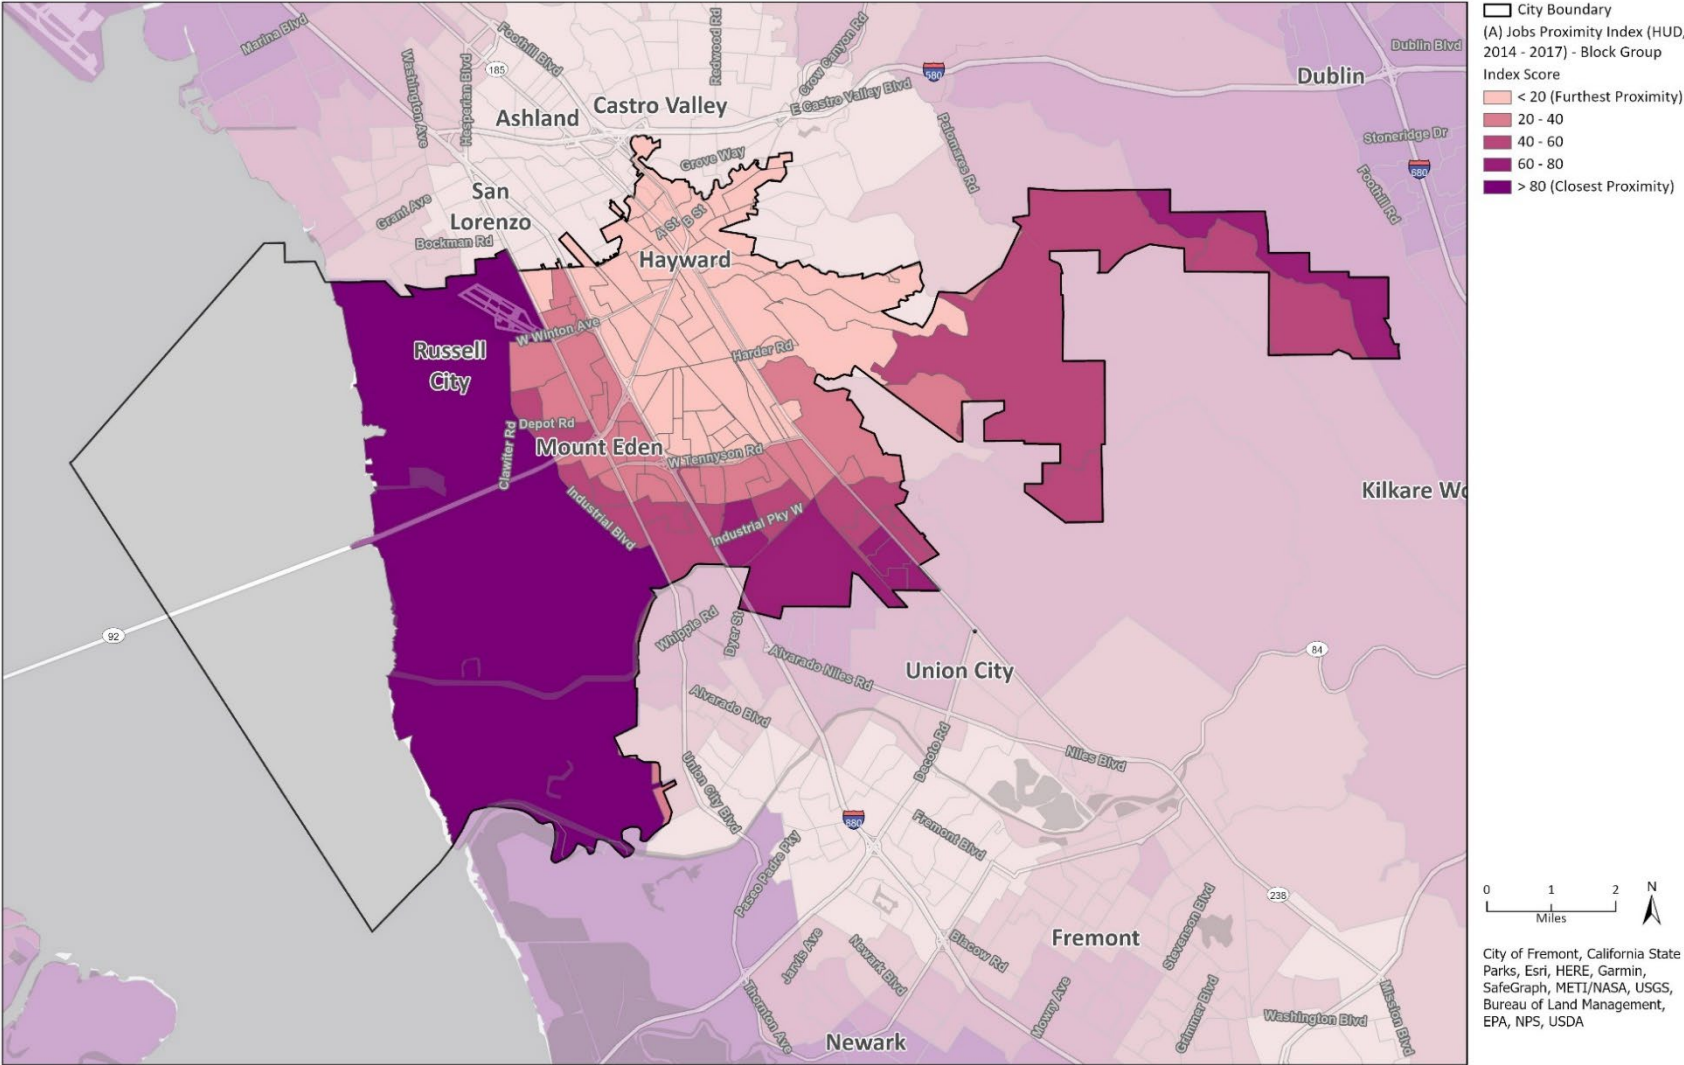 City Boundary
(A) Jobs Proximity Index (HUD,
2014 - 2017) - Block Group
Index Score
< 20 (Furthest Proximity)
20 - 40
40 - 60
60 - 80
> 80 (Closest Proximity)
Marina Blvd
Washington Ave
Hesperian Blvd
Foothill Blvd
185
Redwood Rd
Crow Canyon Rd
580
E Castro Valley Blvd
Dublin Blvd
Dublin
Ashland
Castro Valley
Stoneridge Dr
680
Foothill Rd
Palomares Rd
Grove Way
San
Lorenzo
Grant Ave
Bockman Rd
A St
B St
Hayward
W Winton Ave
Russell
City
Harder Rd
Depot Rd
Clawiter Rd
Mount Eden
W Tennyson Rd
Industrial Blvd
Industrial Pky W
Kilkare Wo
92
Whipple Rd
Dyer St
Alvarado Niles Rd
Union City
84
Alvarado Blvd
Decoto Rd
Niles Blvd
Union City Blvd
880
Fremont Blvd
Paseo Padre Pky
238
Stevenson Blvd
Fremont
Jarvis Ave
Newark Blvd
Blacow Rd
Mowry Ave
Grimmer Blvd
Washington Blvd
Mission Blvd
Thornton Ave
Newark
0 1 2
Miles
N
City of Fremont, California State
Parks, Esri, HERE, Garmin,
SafeGraph, METI/NASA, USGS,
Bureau of Land Management,
EPA, NPS, USDA